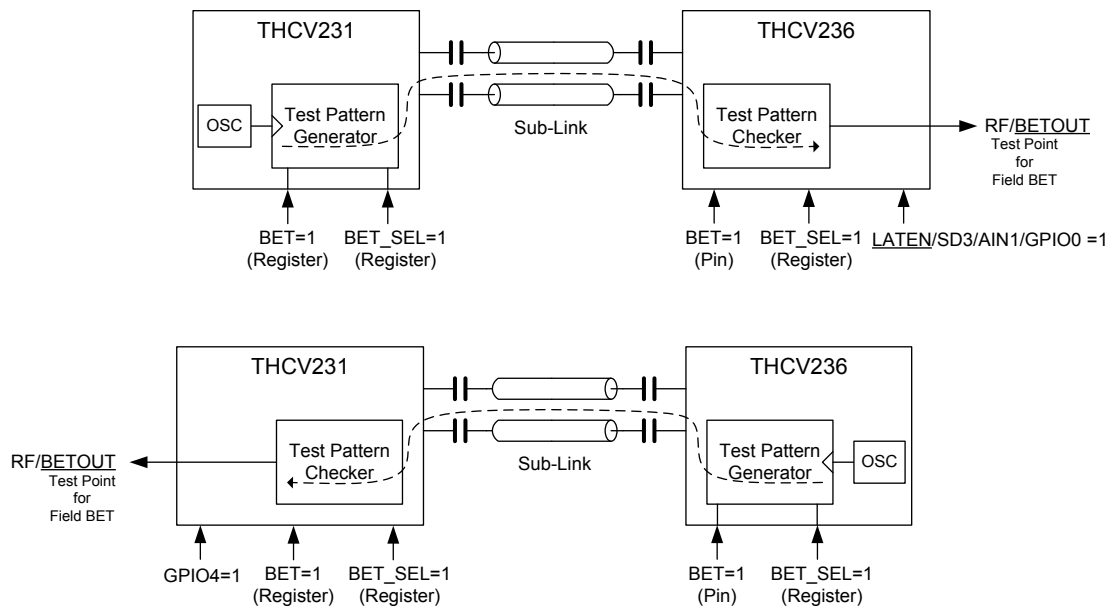 THCV231
THCV236
OSC
Test Pattern
Generator
Sub-Link
Test Pattern
Checker
RF/BETOUT
Test Point
for
Field BET
BET=1
(Register)
BET_SEL=1
(Register)
BET=1
(Pin)
BET_SEL=1
(Register)
LATEN/SD3/AIN1/GPIO0 =1
THCV231
THCV236
RF/BETOUT
Test Point
for
Field BET
Test Pattern
Checker
Sub-Link
Test Pattern
Generator
OSC
GPIO4=1
BET=1
(Register)
BET_SEL=1
(Register)
BET=1
(Pin)
BET_SEL=1
(Register)